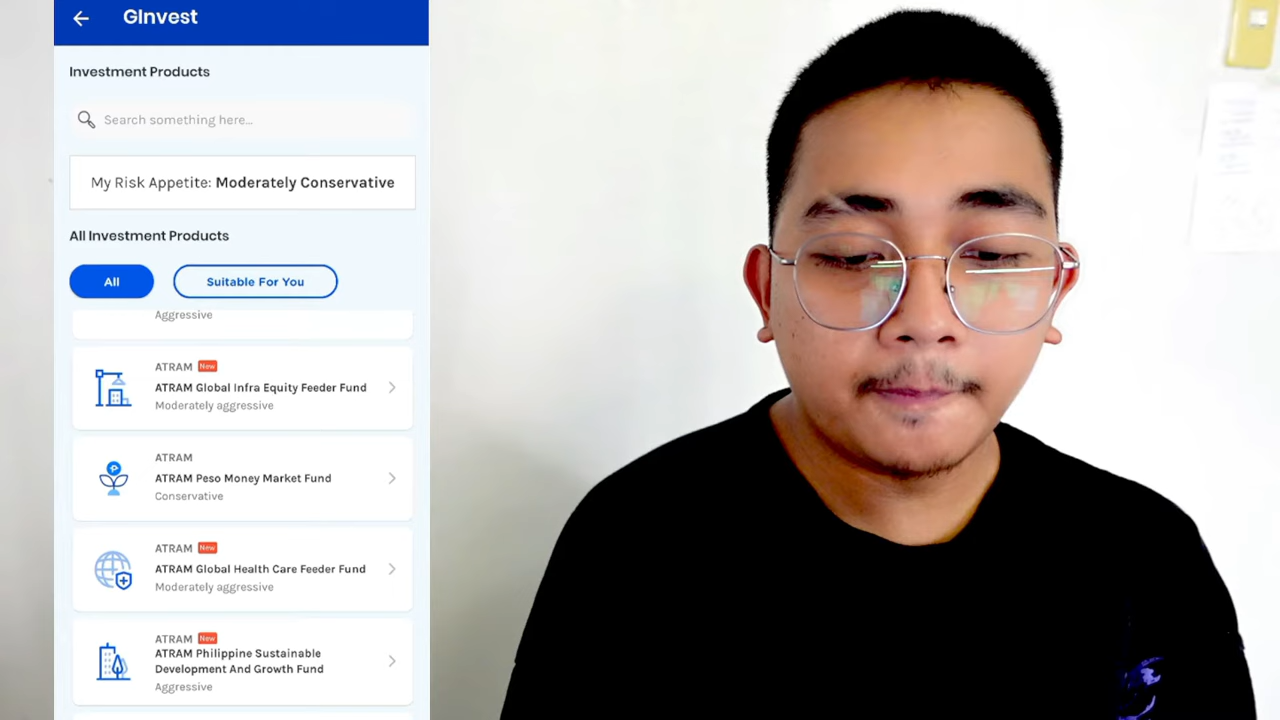 GInvest
Investment Products
Search something here...
My Risk Appetite: Moderately Conservative
All Investment Products
All
Suitable For You
Aggressive
ATRAM New
ATRAM Global Infra Equity Feeder Fund
Moderately aggressive
ATRAM
ATRAM Peso Money Market Fund
Conservative
ATRAM New
ATRAM Global Health Care Feeder Fund
Moderately aggressive
ATRAM New
ATRAM Philippine Sustainable
Development And Growth Fund
Aggressive